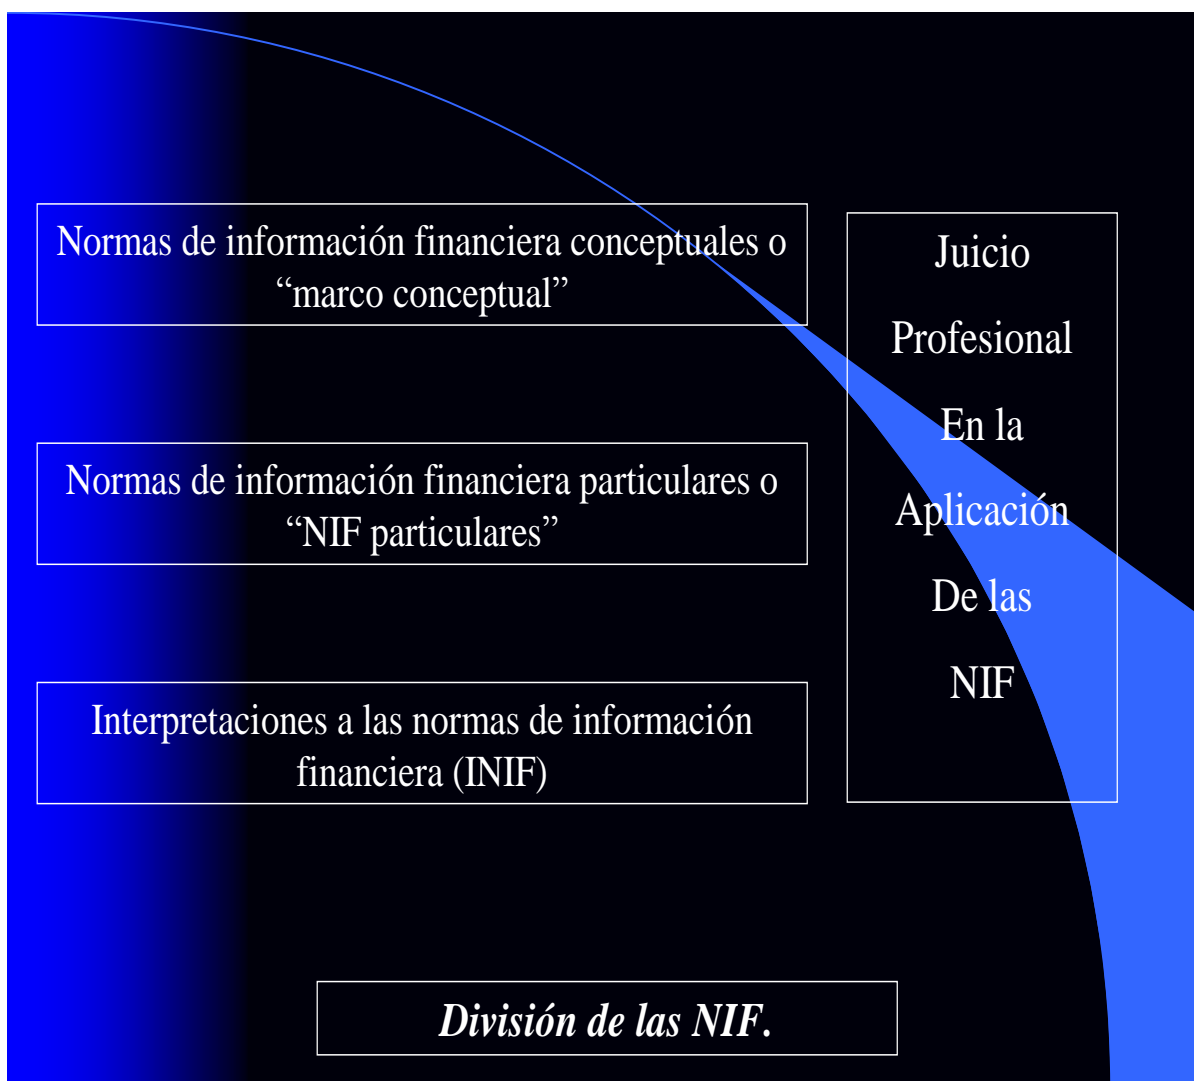 Normas de información financiera conceptuales o
“marco conceptual”
Normas de información financiera particulares o
“NIF particulares”
Interpretaciones a las normas de información
financiera (INIF)
Juicio
Profesional
En la
Aplicación
De las
NIF
División de las NIF.